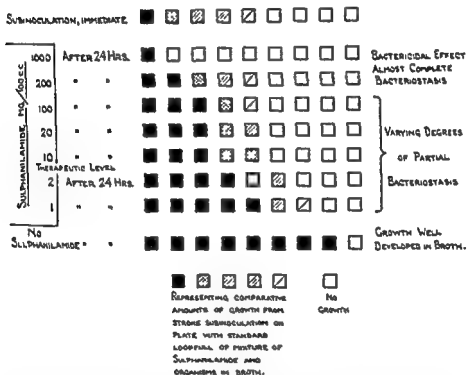 SUBINOCULATION, IMMEDIATE
SULPHANILAMIDE, MG/100CC
1000 AFTER 24 HRS. BACTERICIDAL EFFECT
200 " " ALMOST COMPLETE
BACTERIOSTASIS
100 " "
20 " " VARYING DEGREES
10 " " OF PARTIAL
THERAPEUTIC LEVEL
2 AFTER 24 HRS. BACTERIOSTASIS
1 " "
NO
SULPHANILAMIDE " " GROWTH WELL
DEVELOPED IN BROTH.
REPRESENTING COMPARATIVE
AMOUNTS OF GROWTH FROM
STROKE SUBINOCULATION ON
PLATE WITH STANDARD
LOOPFUL OF MIXTURE OF
SULPHANILAMIDE AND
ORGANISMS IN BROTH.
NO
GROWTH